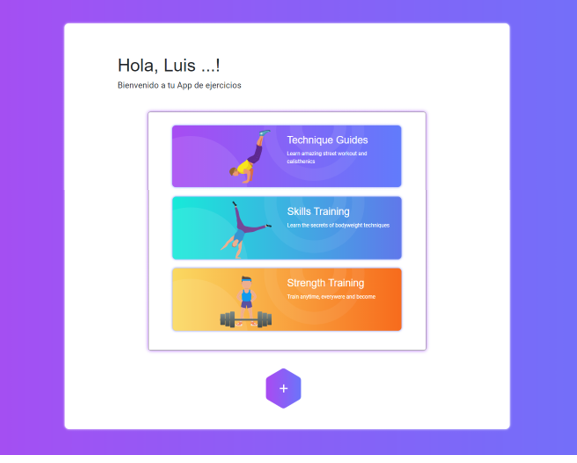 Hola, Luis ...!
Bienvenido a tu App de ejercicios
Technique Guides
Learn amazing street workout and
calisthenics
Skills Training
Learn the secrets of bodyweight techniques
Strength Training
Train anytime, everyware and become
+